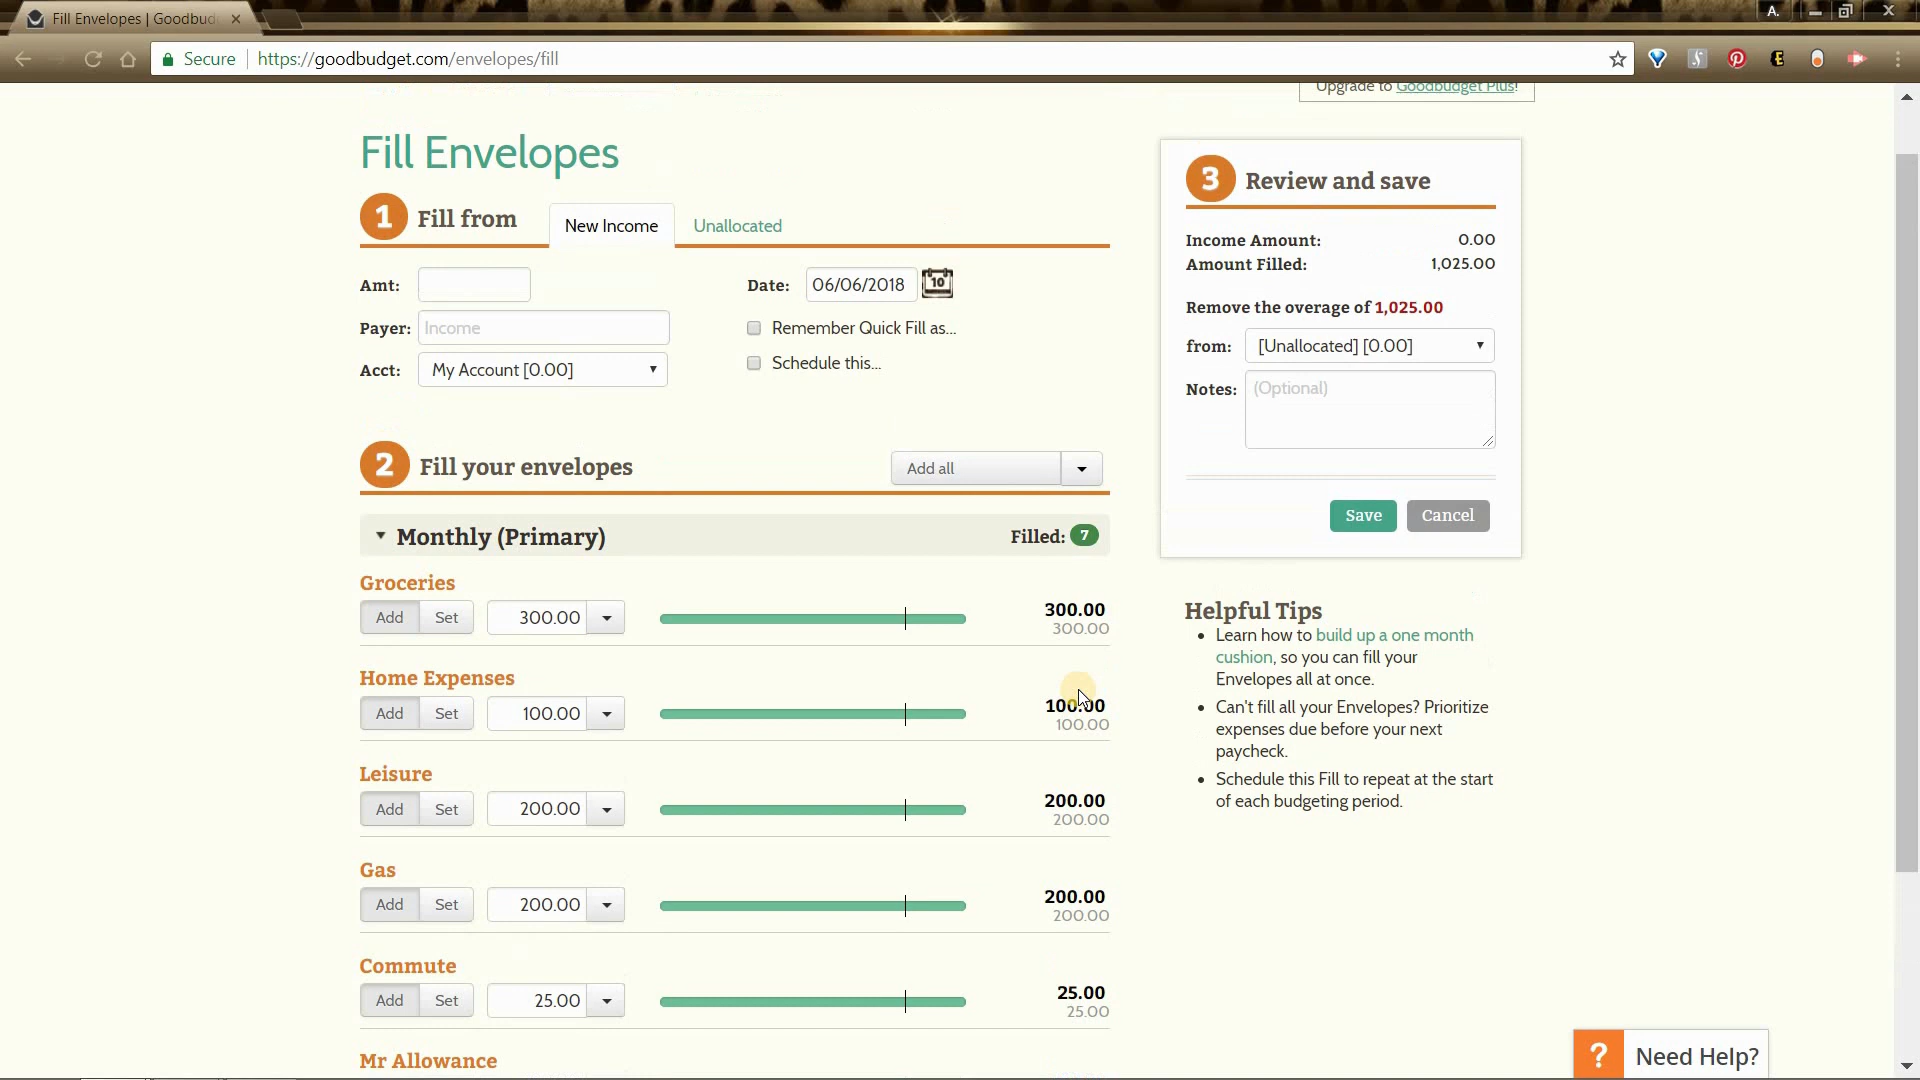 Fill Envelopes | Goodbud
A.
Secure
https://goodbudget.com/envelopes/fill
Upgrade to Goodbudget Plus!
Fill Envelopes
1 Fill from
New Income
Unallocated
Amt:
Date: 06/06/2018
10
Payer: Income
Remember Quick Fill as...
Acct: My Account [0.00]
Schedule this...
2 Fill your envelopes
Add all
Monthly (Primary)
Filled: 7
Groceries
Add Set 300.00
300.00
300.00
Home Expenses
Add Set 100.00
100.00
100.00
Leisure
Add Set 200.00
200.00
200.00
Gas
Add Set 200.00
200.00
200.00
Commute
Add Set 25.00
25.00
25.00
Mr Allowance
3 Review and save
Income Amount: 0.00
Amount Filled: 1,025.00
Remove the overage of 1,025.00
from: [Unallocated] [0.00]
Notes: (Optional)
Save Cancel
Helpful Tips
Learn how to build up a one month
cushion, so you can fill your
Envelopes all at once.
Can't fill all your Envelopes? Prioritize
expenses due before your next
paycheck.
Schedule this Fill to repeat at the start
of each budgeting period.
? Need Help?